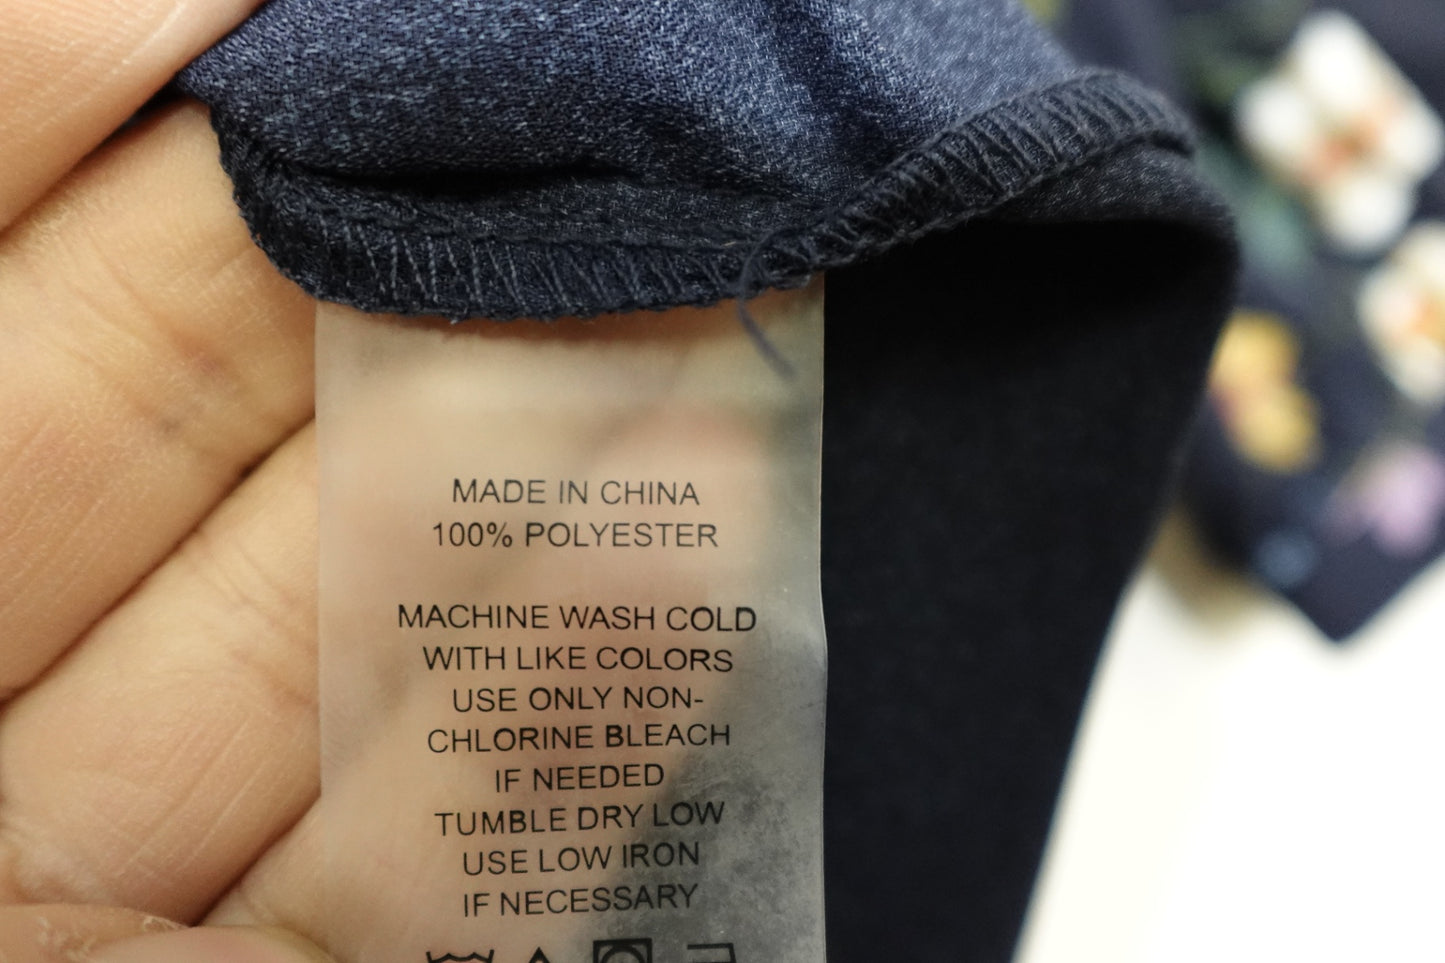 MADE IN CHINA
100% POLYESTER
MACHINE WASH COLD
WITH LIKE COLORS
USE ONLY NON-
CHLORINE BLEACH
IF NEEDED
TUMBLE DRY LOW
USE LOW IRON
IF NECESSARY